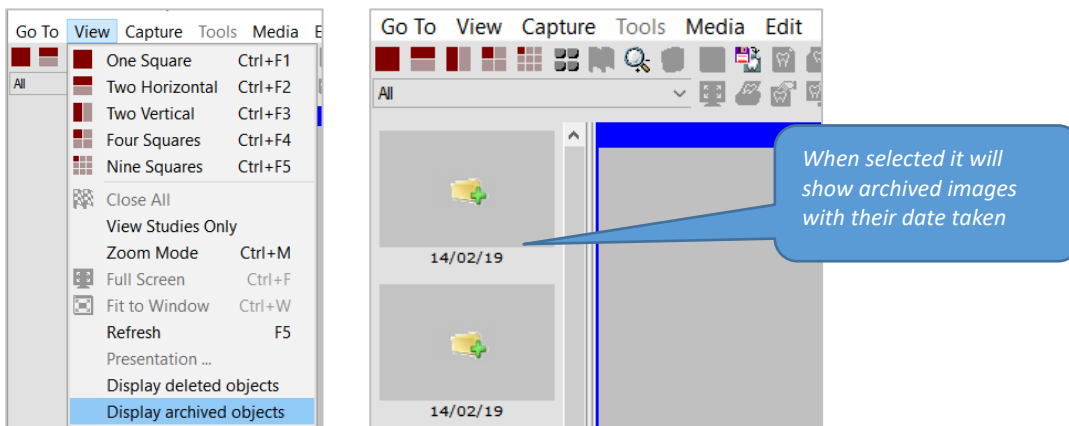 Go To View Capture Tools Media E
All
One Square Ctrl+F1
Two Horizontal Ctrl+F2
Two Vertical Ctrl+F3
Four Squares Ctrl+F4
Nine Squares Ctrl+F5
Close All
View Studies Only
Zoom Mode Ctrl+M
Full Screen Ctrl+F
Fit to Window Ctrl+W
Refresh F5
Presentation ...
Display deleted objects
Display archived objects
Go To View Capture Tools Media Edit
All
14/02/19
14/02/19
When selected it will
show archived images
with their date taken